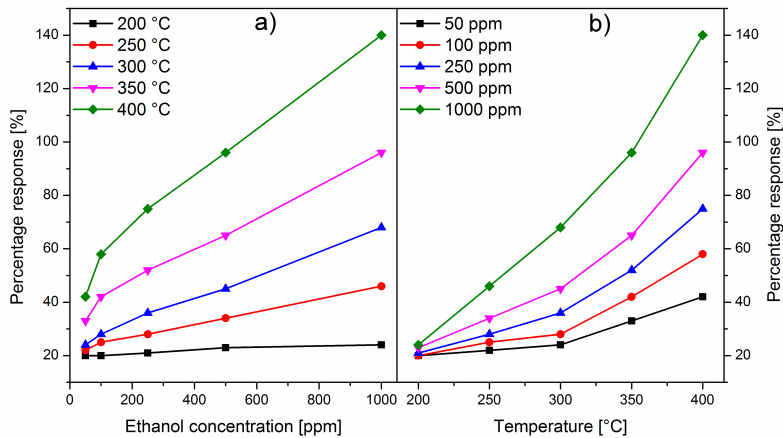 a)
200 °C
250 °C
300 °C
350 °C
400 °C
b)
50 ppm
100 ppm
250 ppm
500 ppm
1000 ppm
Percentage response [%]
140
120
100
80
60
40
20
0 200 400 600 800 1000
Ethanol concentration [ppm]
200 250 300 350 400
Temperature [°C]
140
120
100
80
60
40
20
Percentage response [%]